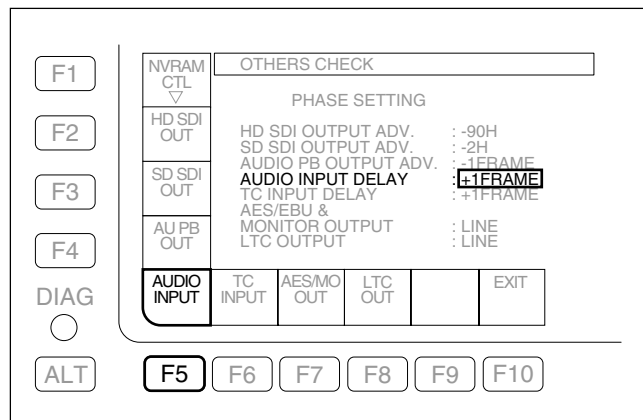 F1
F2
F3
F4
DIAG
ALT
NVRAM
CTL
▽
HD SDI
OUT
SD SDI
OUT
AU PB
OUT
OTHERS CHECK
PHASE SETTING
HD SDI OUTPUT ADV. : -90H
SD SDI OUTPUT ADV. : -2H
AUDIO PB OUTPUT ADV. : -1FRAME
AUDIO INPUT DELAY : +1FRAME
TC INPUT DELAY : +1FRAME
AES/EBU &
MONITOR OUTPUT : LINE
LTC OUTPUT : LINE
AUDIO
INPUT
TC
INPUT
AES/MO
OUT
LTC
OUT
EXIT
F5 F6 F7 F8 F9 F10